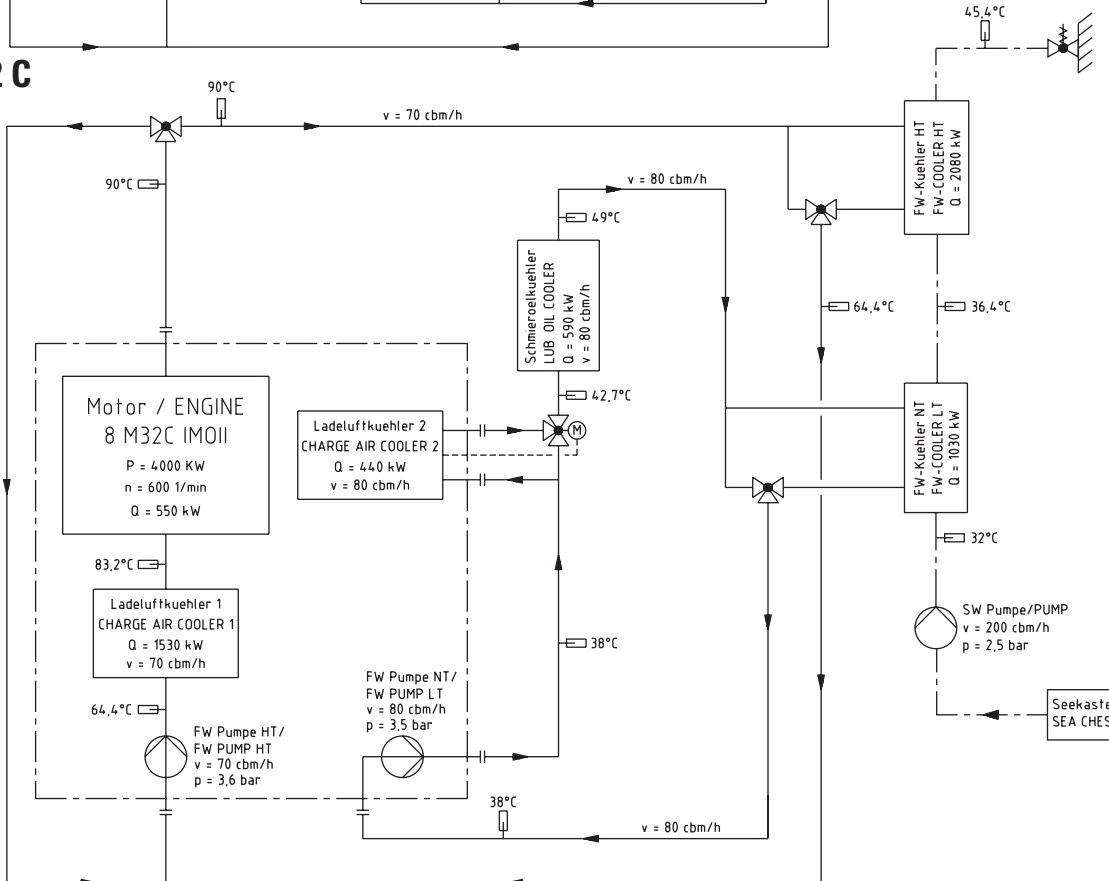 45,4°C
2 C
90°C
v = 70 cbm/h
FW-Kuehler HT
FW-COOLER HT
Q = 2080 kW
90°C
v = 80 cbm/h
49°C
Schmieroelkuehler
LUB. OIL COOLER
Q = 590 kW
v = 80 cbm/h
64,4°C
36,4°C
42,7°C
Motor / ENGINE
8 M32C IMOII
P = 4000 KW
n = 600 1/min
Q = 550 kW
Ladeluftkuehler 2
CHARGE AIR COOLER 2
Q = 440 kW
v = 80 cbm/h
M
FW-Kuehler NT
FW-COOLER LT
Q = 1030 kW
83,2°C
32°C
Ladeluftkuehler 1
CHARGE AIR COOLER 1
Q = 1530 kW
v = 70 cbm/h
SW Pumpe/PUMP
v = 200 cbm/h
p = 2,5 bar
38°C
FW Pumpe NT/
FW PUMP LT
v = 80 cbm/h
p = 3,5 bar
64,4°C
Seekaste
SEA CHES
FW Pumpe HT/
FW PUMP HT
v = 70 cbm/h
p = 3,6 bar
38°C
v = 80 cbm/h